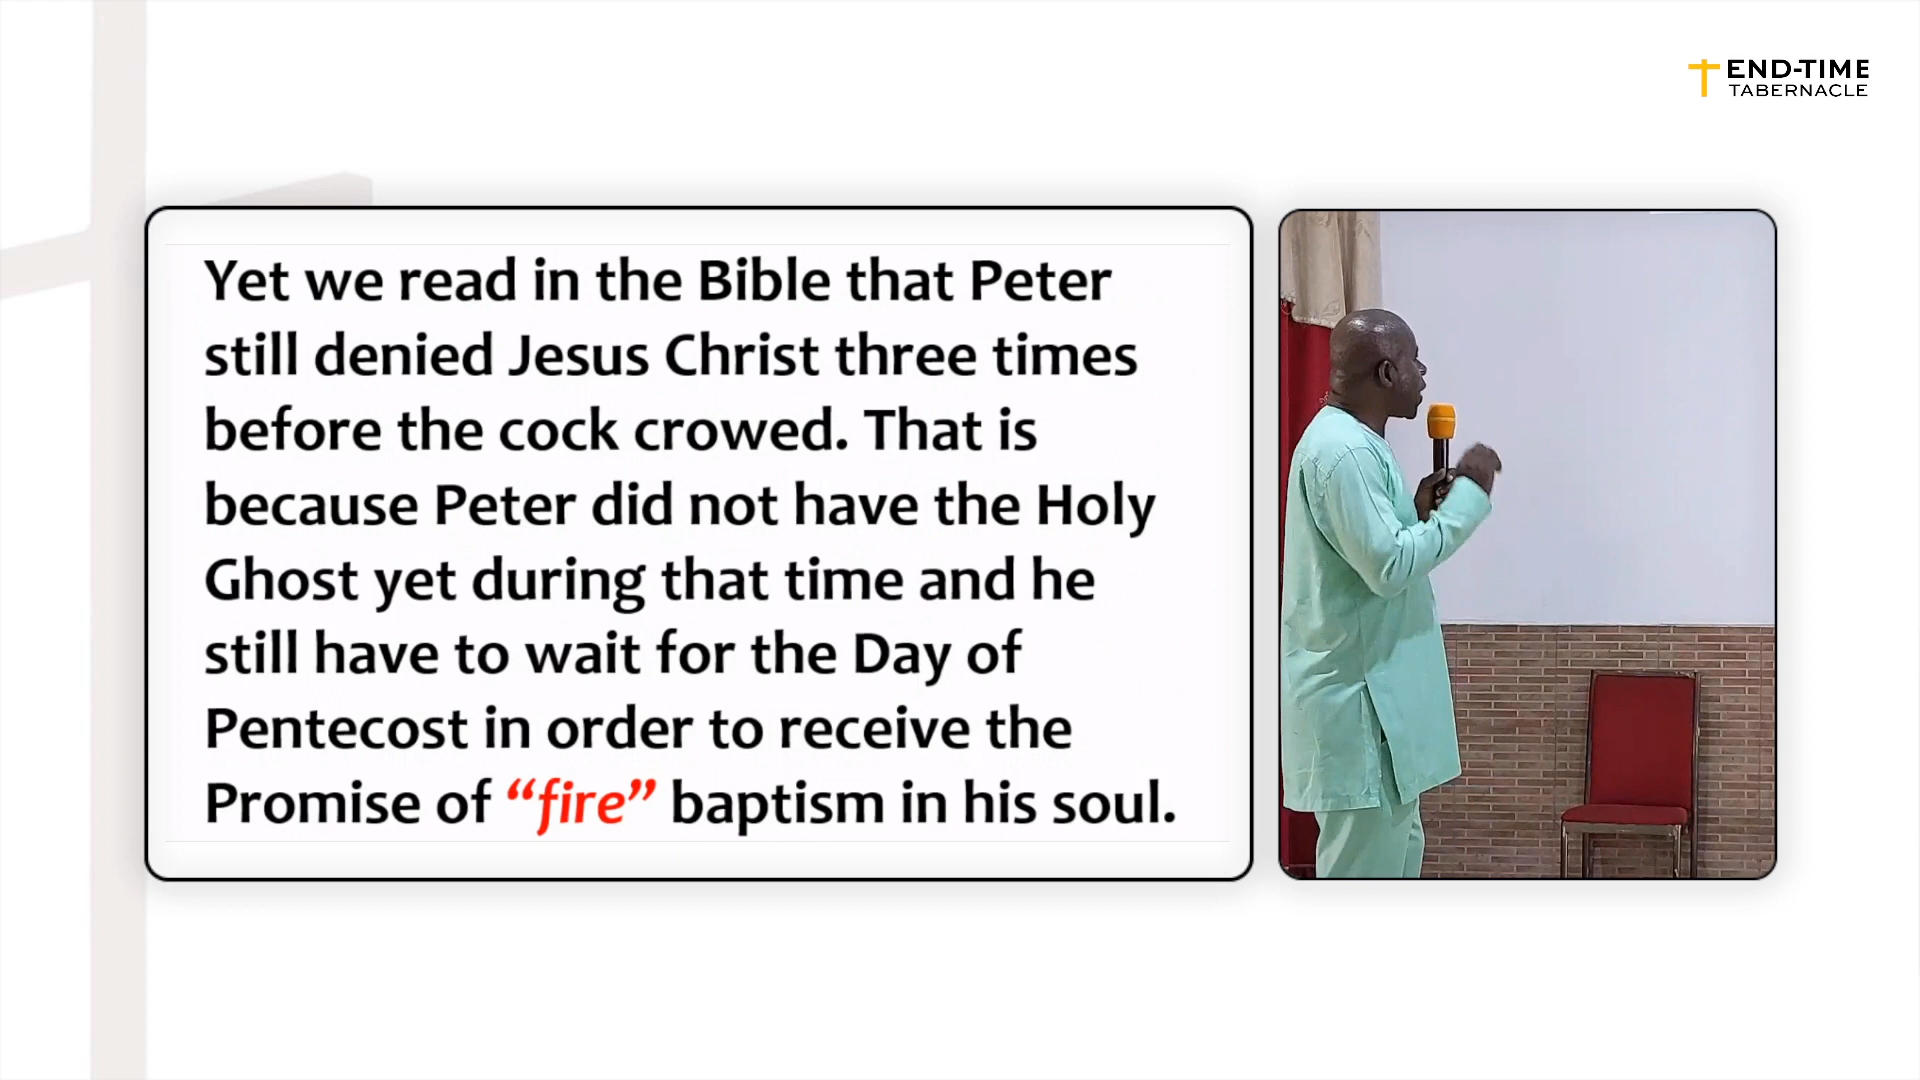 END-TIME
TABERNACLE
Yet we read in the Bible that Peter
still denied Jesus Christ three times
before the cock crowed. That is
because Peter did not have the Holy
Ghost yet during that time and he
still have to wait for the Day of
Pentecost in order to receive the
Promise of “fire” baptism in his soul.